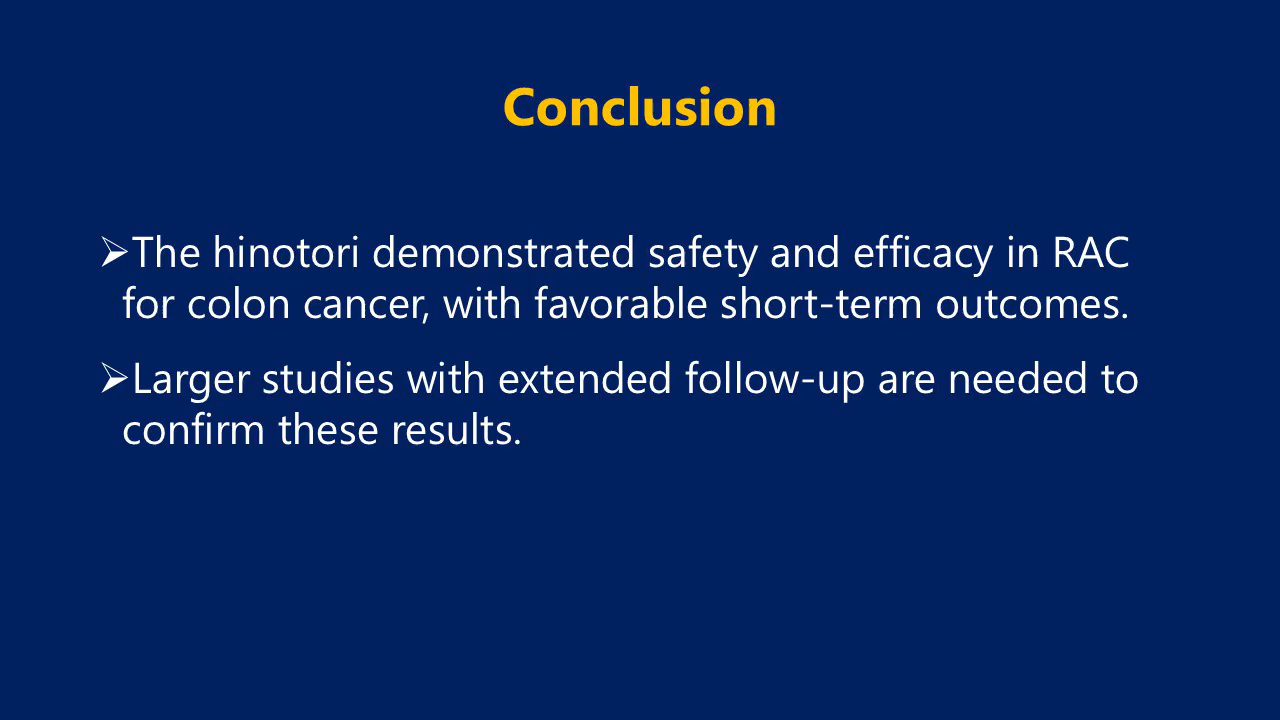 Conclusion
➢The hinotori demonstrated safety and efficacy in RAC
for colon cancer, with favorable short-term outcomes.
➢Larger studies with extended follow-up are needed to
confirm these results.